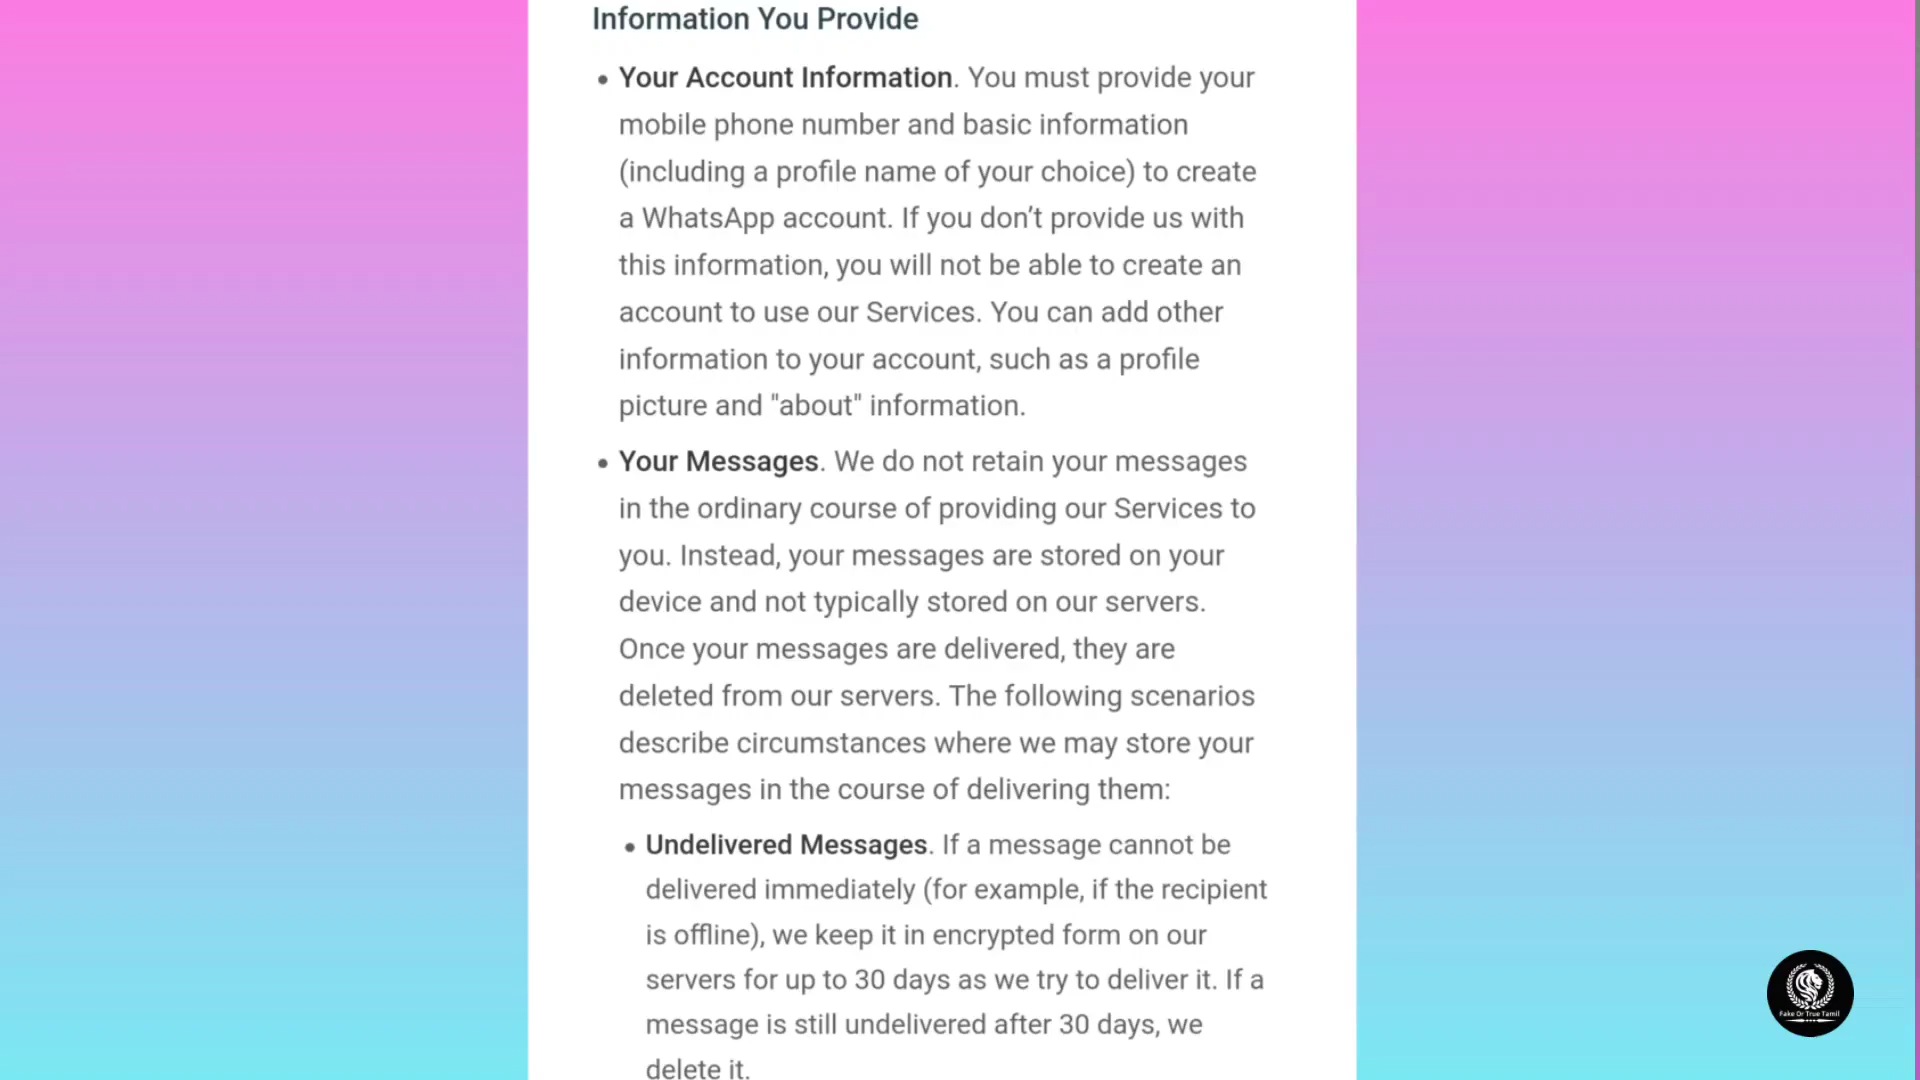 Information You Provide
• Your Account Information. You must provide your
mobile phone number and basic information
(including a profile name of your choice) to create
a WhatsApp account. If you don’t provide us with
this information, you will not be able to create an
account to use our Services. You can add other
information to your account, such as a profile
picture and "about" information.
• Your Messages. We do not retain your messages
in the ordinary course of providing our Services to
you. Instead, your messages are stored on your
device and not typically stored on our servers.
Once your messages are delivered, they are
deleted from our servers. The following scenarios
describe circumstances where we may store your
messages in the course of delivering them:
• Undelivered Messages. If a message cannot be
delivered immediately (for example, if the recipient
is offline), we keep it in encrypted form on our
servers for up to 30 days as we try to deliver it. If a
message is still undelivered after 30 days, we
delete it.
Fake Or True Tamil